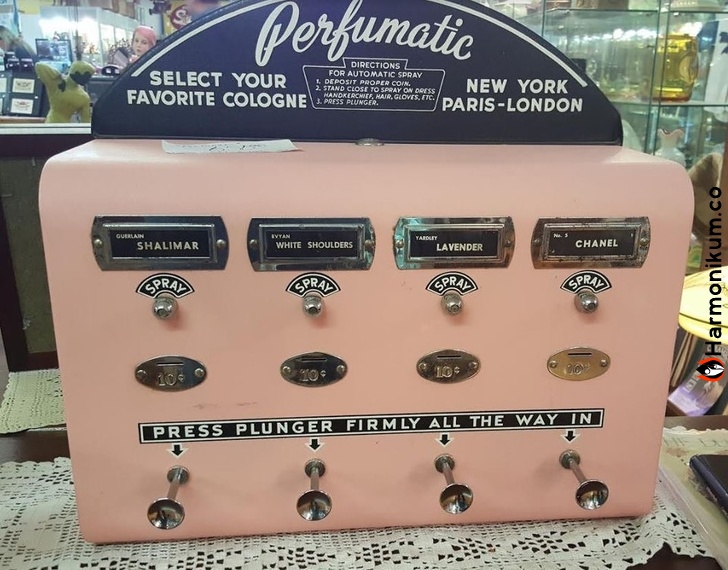 Perfumatic
SELECT YOUR
FAVORITE COLOGNE
DIRECTIONS
FOR AUTOMATIC SPRAY
1. DEPOSIT PROPER COIN.
2. STAND CLOSE TO SPRAY ON DRESS
HANDKERCHIEF, HAIR, GLOVES, ETC.
3. PRESS PLUNGER.
NEW YORK
PARIS-LONDON
GUERLAIN
SHALIMAR
EVYAN
WHITE SHOULDERS
YARDLEY
LAVENDER
No. 5
CHANEL
SPRAY
SPRAY
SPRAY
SPRAY
10¢
10¢
10¢
10¢
PRESS PLUNGER FIRMLY ALL THE WAY IN
Harmonikum.co